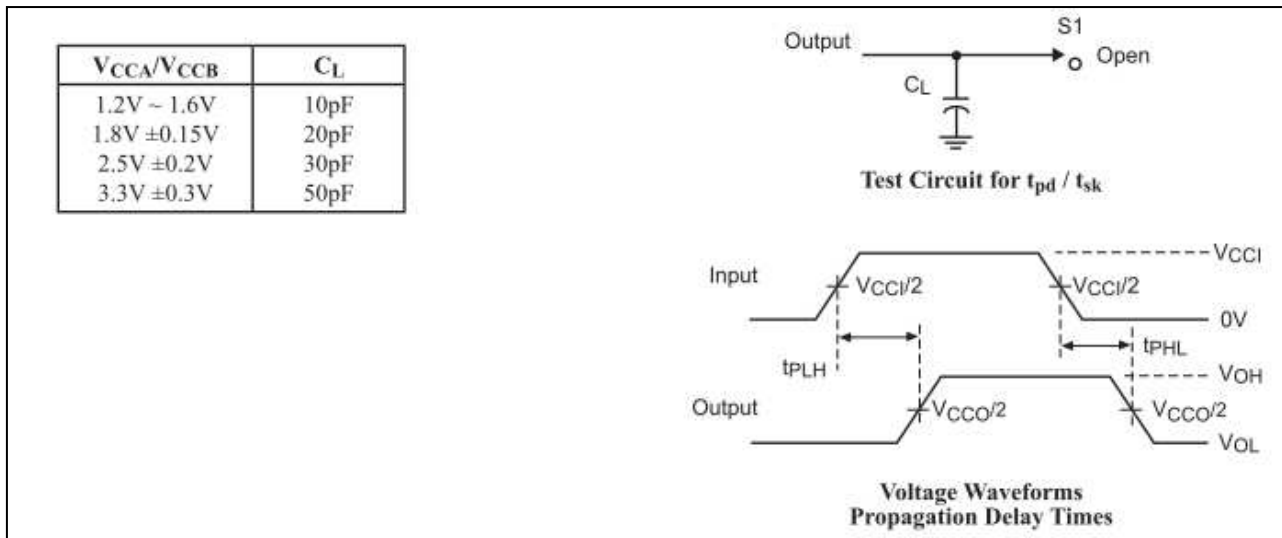 VCCA/VCCB CL
1.2V ~ 1.6V 10pF
1.8V ±0.15V 20pF
2.5V ±0.2V 30pF
3.3V ±0.3V 50pF
S1
Output Open
CL
Test Circuit for tpd / tsk
VCCI
Input VCCI/2 VCCI/2
0V
tPLH tPHL
VOH
Output VCCO/2 VCCO/2
VOL
Voltage Waveforms
Propagation Delay Times